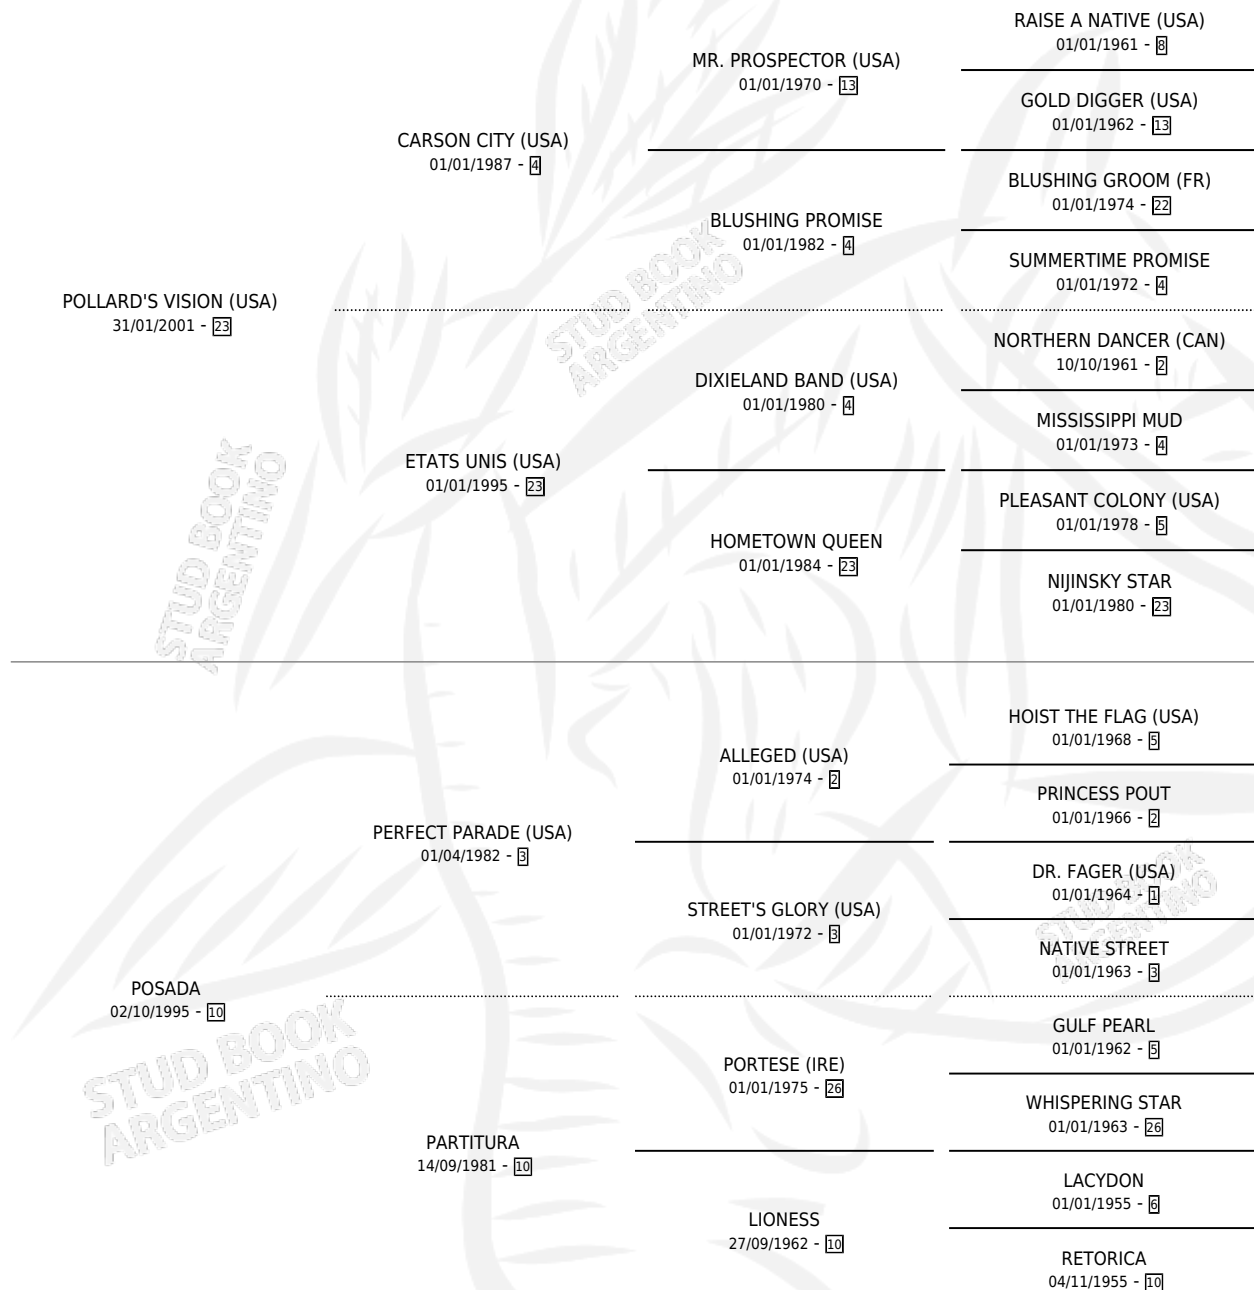 RAISE A NATIVE (USA)
01/01/1961 - 8
MR. PROSPECTOR (USA)
01/01/1970 - 13
GOLD DIGGER (USA)
01/01/1962 - 13
CARSON CITY (USA)
01/01/1987 - 4
BLUSHING GROOM (FR)
01/01/1974 - 22
BLUSHING PROMISE
01/01/1982 - 4
SUMMERTIME PROMISE
01/01/1972 - 4
POLLARD'S VISION (USA)
31/01/2001 - 23
NORTHERN DANCER (CAN)
10/10/1961 - 2
DIXIELAND BAND (USA)
01/01/1980 - 4
MISSISSIPPI MUD
01/01/1973 - 4
ETATS UNIS (USA)
01/01/1995 - 23
PLEASANT COLONY (USA)
01/01/1978 - 5
HOMETOWN QUEEN
01/01/1984 - 23
NIJINSKY STAR
01/01/1980 - 23
HOIST THE FLAG (USA)
01/01/1968 - 5
ALLEGED (USA)
01/01/1974 - 2
PRINCESS POUT
01/01/1966 - 2
PERFECT PARADE (USA)
01/04/1982 - 3
DR. FAGER (USA)
01/01/1964 - 1
STREET'S GLORY (USA)
01/01/1972 - 3
NATIVE STREET
01/01/1963 - 3
POSADA
02/10/1995 - 10
GULF PEARL
01/01/1962 - 5
PORTESE (IRE)
01/01/1975 - 26
WHISPERING STAR
01/01/1963 - 26
PARTITURA
14/09/1981 - 10
LACYDON
01/01/1955 - 6
LIONESS
27/09/1962 - 10
RETORICA
04/11/1955 - 10
STUD BOOK
ARGENTINO
STUD BOOK
ARGENTINO
STUD BOOK
ARGENTINO
STUD BOOK
ARGENTINO